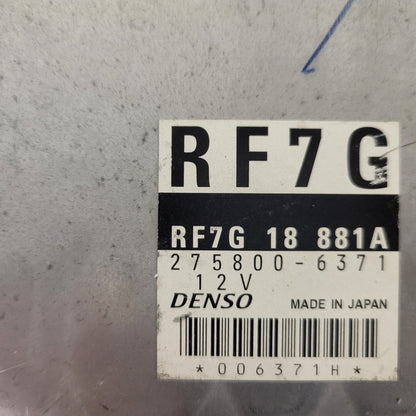 RF7G
RF7G 18 881A
275800-6371
12V
DENSO MADE IN JAPAN
*006371H*